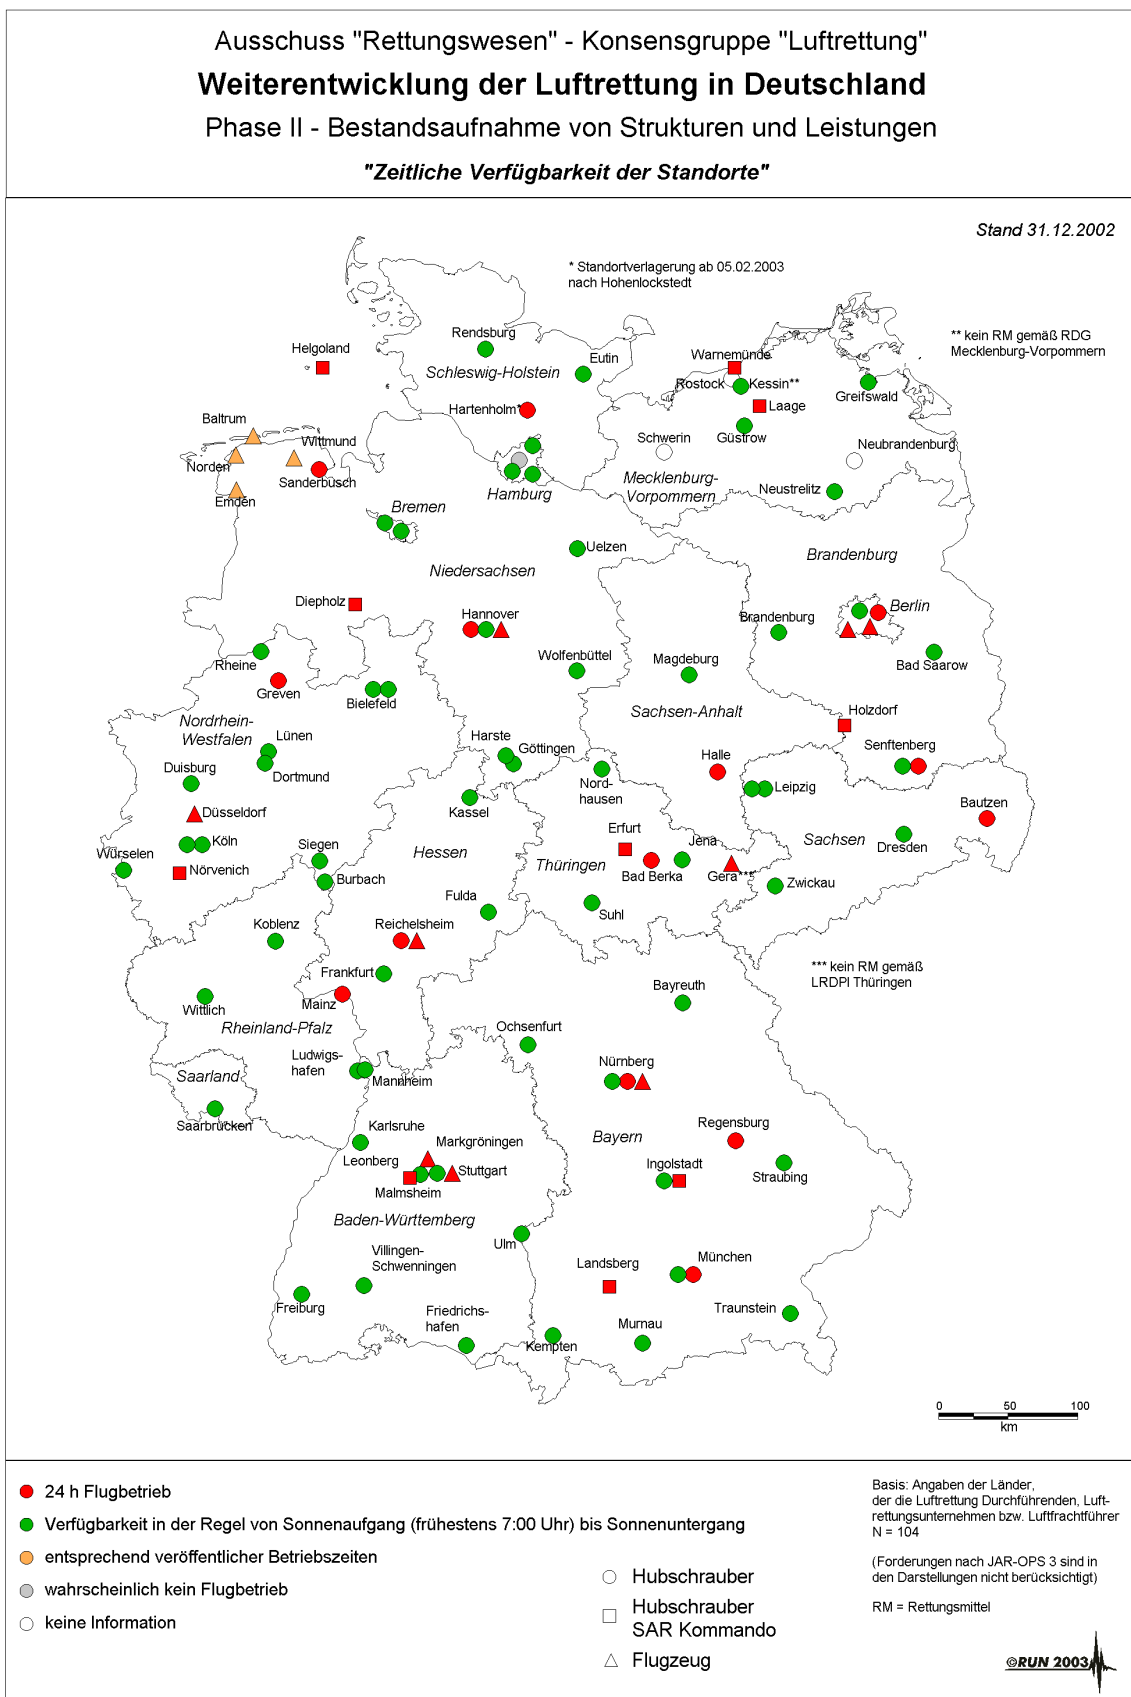 Ausschuss "Rettungswesen" - Konsensgruppe "Luftrettung"
Weiterentwicklung der Luftrettung in Deutschland
Phase II - Bestandsaufnahme von Strukturen und Leistungen
"Zeitliche Verfügbarkeit der Standorte"
Stand 31.12.2002
* Standortverlagerung ab 05.02.2003
nach Hohenlockstedt
** kein RM gemäß RDG
Mecklenburg-Vorpommern
Rendsburg
Helgoland
Eutin
Warnemünde
Schleswig-Holstein
Rostock
Kessin**
Greifswald
Hartenholm*
Laage
Baltrum
Wittmund
Schwerin
Güstrow
Neubrandenburg
Norden
Sanderbusch
Mecklenburg-
Vorpommern
Emden
Hamburg
Neustrelitz
Bremen
Uelzen
Brandenburg
Niedersachsen
Diepholz
Hannover
Brandenburg
Berlin
Rheine
Wolfenbüttel
Magdeburg
Bad Saarow
Greven
Bielefeld
Nordrhein-
Westfalen
Sachsen-Anhalt
Holzdorf
Lünen
Harste
Göttingen
Halle
Senftenberg
Duisburg
Dortmund
Nord-
hausen
Leipzig
Düsseldorf
Kassel
Bautzen
Köln
Siegen
Hessen
Erfurt
Jena
Sachsen
Dresden
Würselen
Nörvenich
Burbach
Thüringen
Bad Berka
Gera***
Zwickau
Fulda
Suhl
Koblenz
Reichelsheim
Frankfurt
*** kein RM gemäß
LRDPl Thüringen
Wittlich
Mainz
Bayreuth
Rheinland-Pfalz
Ochsenfurt
Ludwigs-
hafen
Mannheim
Nürnberg
Saarland
Saarbrücken
Karlsruhe
Regensburg
Leonberg
Markgröningen
Bayern
Malmsheim
Stuttgart
Ingolstadt
Straubing
Baden-Württemberg
Ulm
Villingen-
Schwenningen
Landsberg
München
Freiburg
Friedrichs-
hafen
Traunstein
Kempten
Murnau
0 50 100
km
24 h Flugbetrieb
Verfügbarkeit in der Regel von Sonnenaufgang (frühestens 7:00 Uhr) bis Sonnenuntergang
entsprechend veröffentlicher Betriebszeiten
wahrscheinlich kein Flugbetrieb
keine Information
Hubschrauber
Hubschrauber
SAR Kommando
Flugzeug
Basis: Angaben der Länder,
der die Luftrettung Durchführenden, Luft-
rettungsunternehmen bzw. Luftfrachtführer
N = 104
(Forderungen nach JAR-OPS 3 sind in
den Darstellungen nicht berücksichtigt)
RM = Rettungsmittel
©RUN 2003